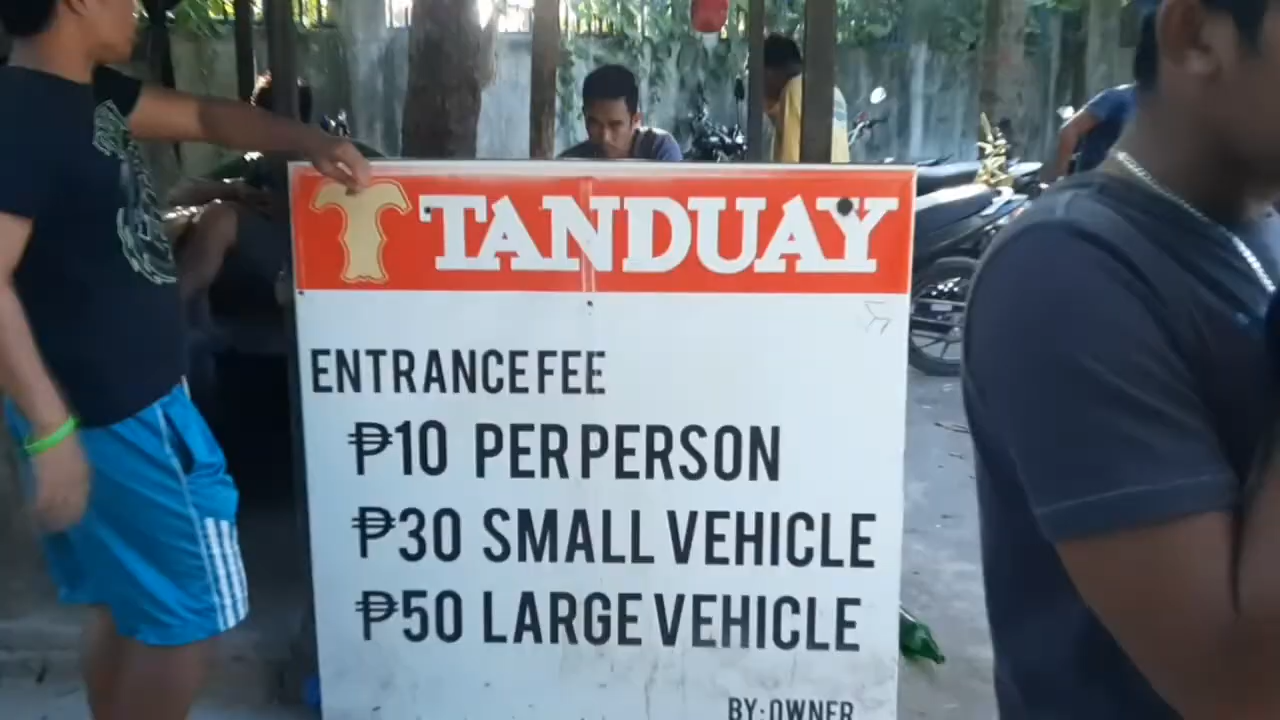 TANDUAY
ENTRANCE FEE
₱10 PER PERSON
₱30 SMALL VEHICLE
₱50 LARGE VEHICLE
BY: OWNER